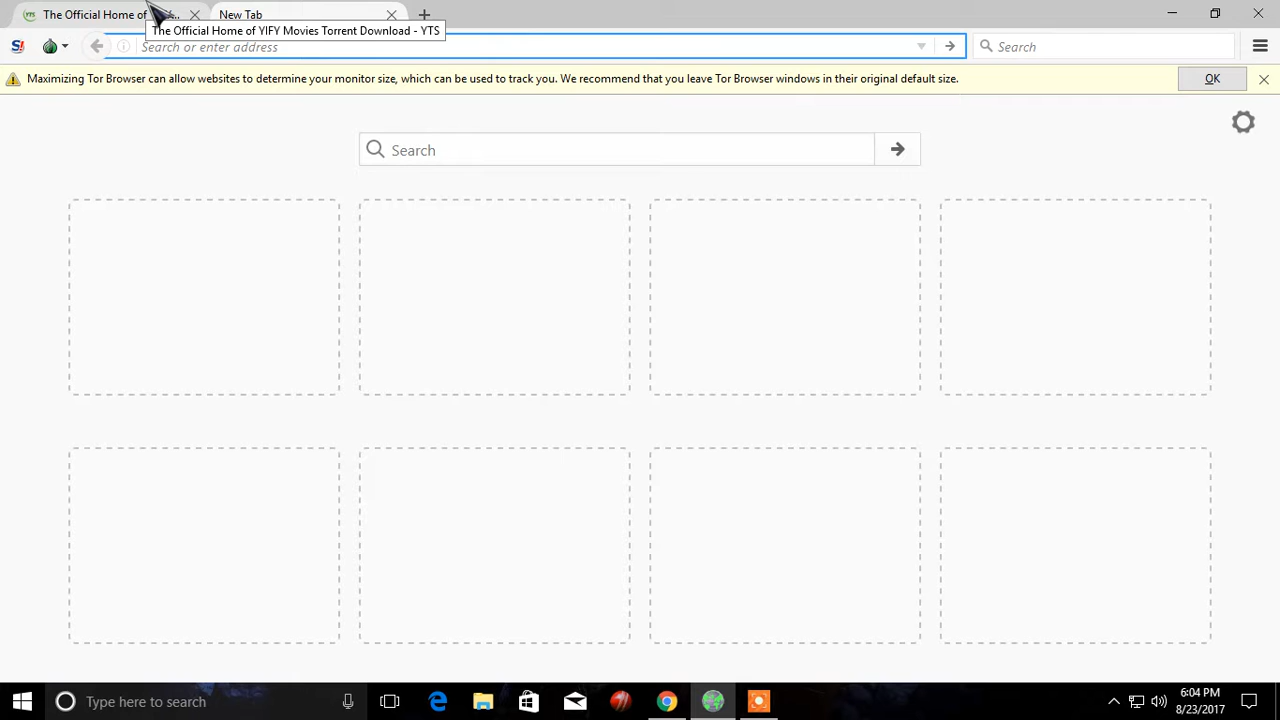 The Official Home of
New Tab
The Official Home of YIFY Movies Torrent Download - YTS
Search or enter address
Search
Maximizing Tor Browser can allow websites to determine your monitor size, which can be used to track you. We recommend that you leave Tor Browser windows in their original default size.
OK
Search
Type here to search
6:04 PM
8/23/2017